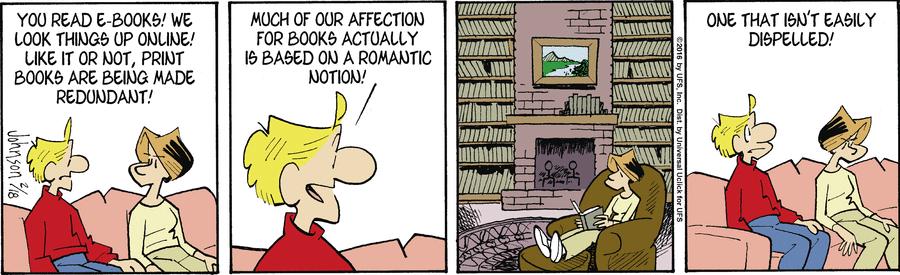 YOU READ E-BOOKS! WE
LOOK THINGS UP ONLINE!
LIKE IT OR NOT, PRINT
BOOKS ARE BEING MADE
REDUNDANT!
Johnson 2/18
MUCH OF OUR AFFECTION
FOR BOOKS ACTUALLY
IS BASED ON A ROMANTIC
NOTION!
©2016 by UFS, Inc. Dist. by Universal Uclick for UFS
ONE THAT ISN'T EASILY
DISPELLED!